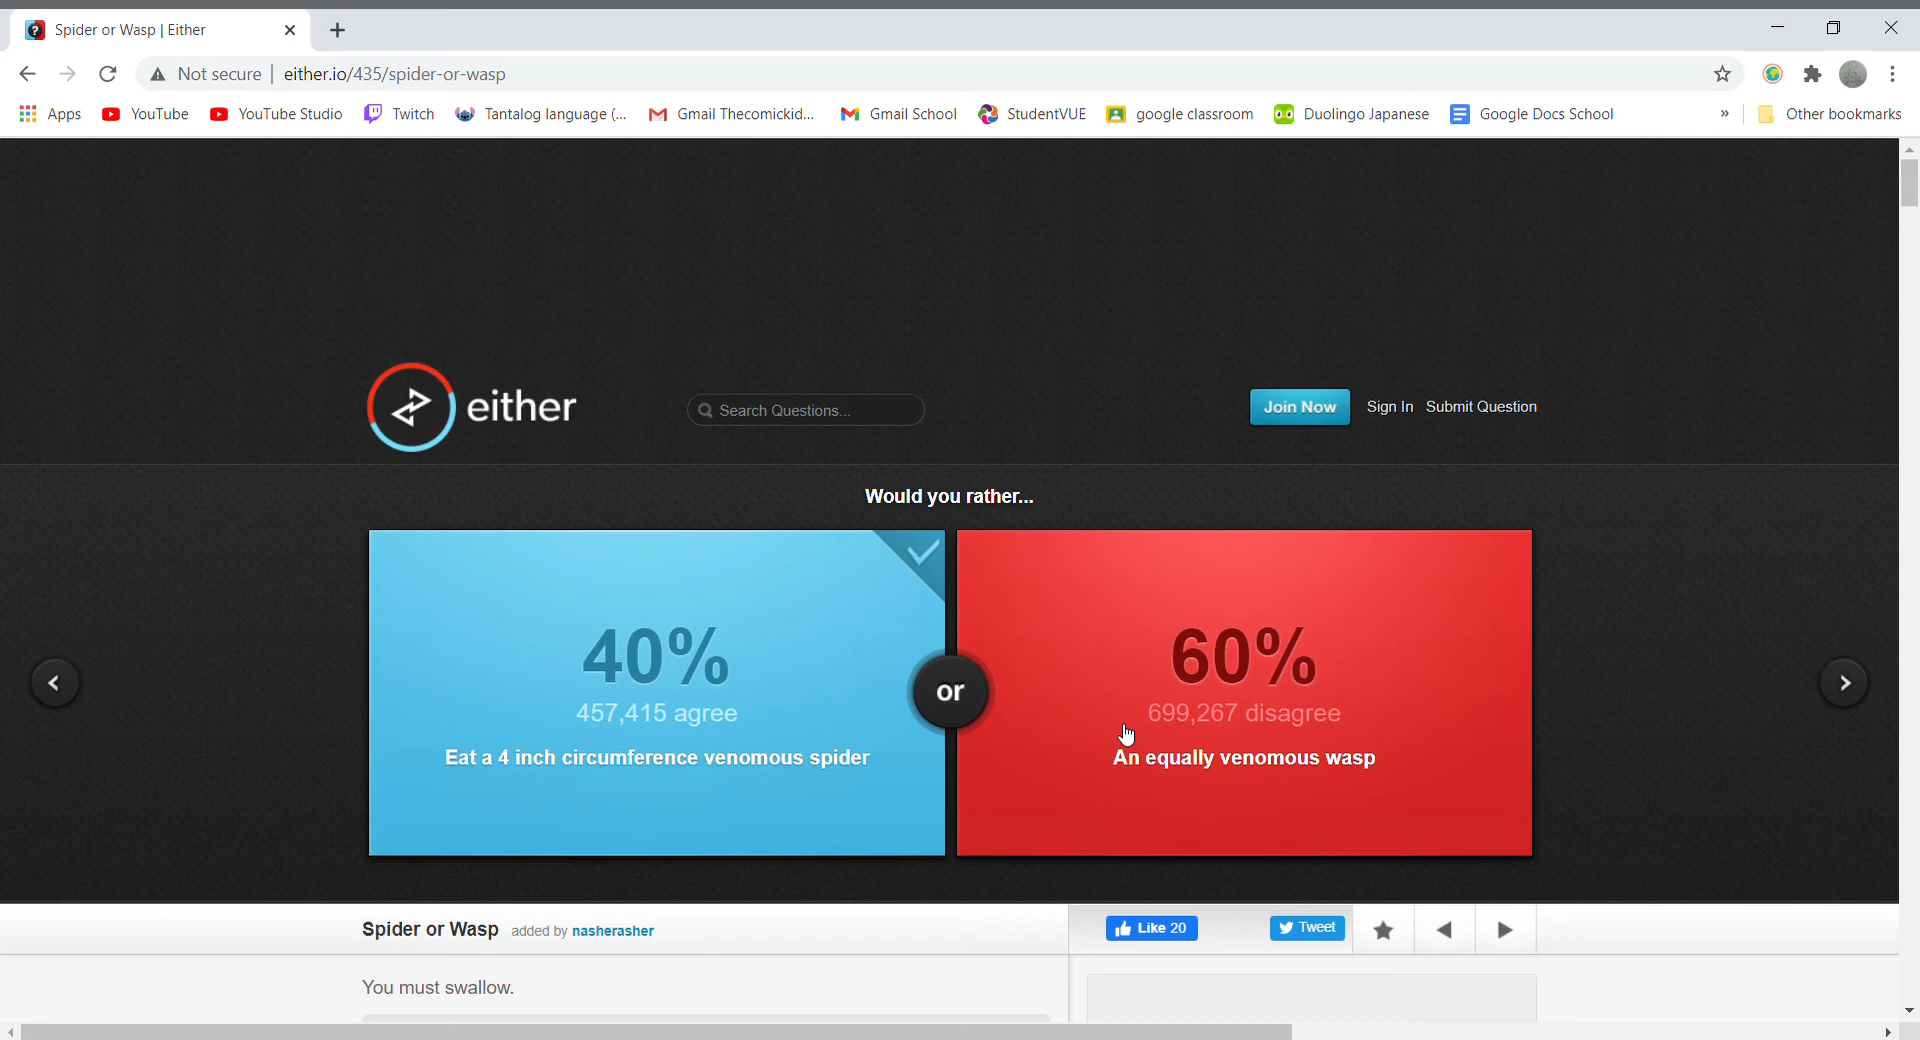 Spider or Wasp | Either
Not secure | either.io/435/spider-or-wasp
Apps YouTube YouTube Studio Twitch Tantalog language (... Gmail Thecomickid... Gmail School StudentVUE google classroom Duolingo Japanese Google Docs School » Other bookmarks
either Search Questions... Join Now Sign In Submit Question
Would you rather...
40%
457,415 agree
Eat a 4 inch circumference venomous spider
or
60%
699,267 disagree
An equally venomous wasp
Spider or Wasp added by nasherasher Like 20 Tweet
You must swallow.